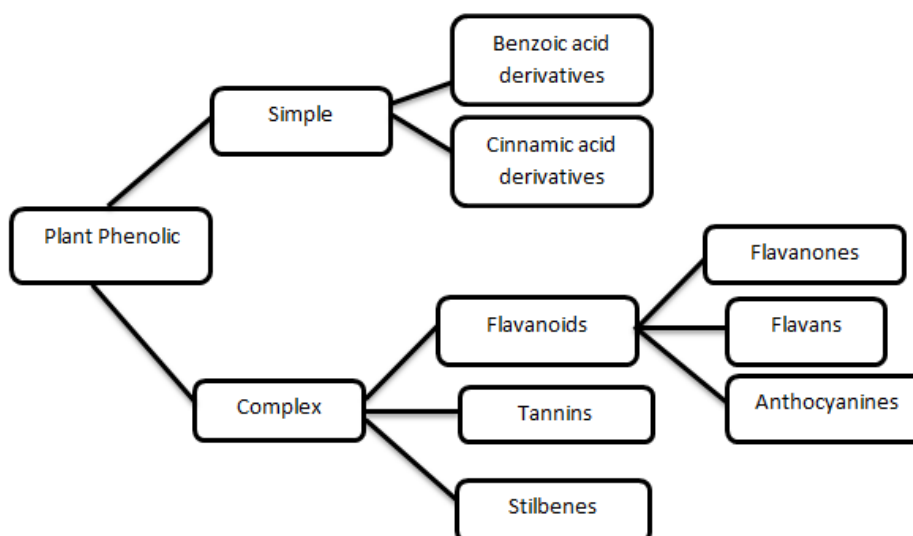 Benzoic acid
derivatives
Simple
Cinnamic acid
derivatives
Plant Phenolic
Flavanones
Flavanoids
Flavans
Complex
Tannins
Anthocyanines
Stilbenes